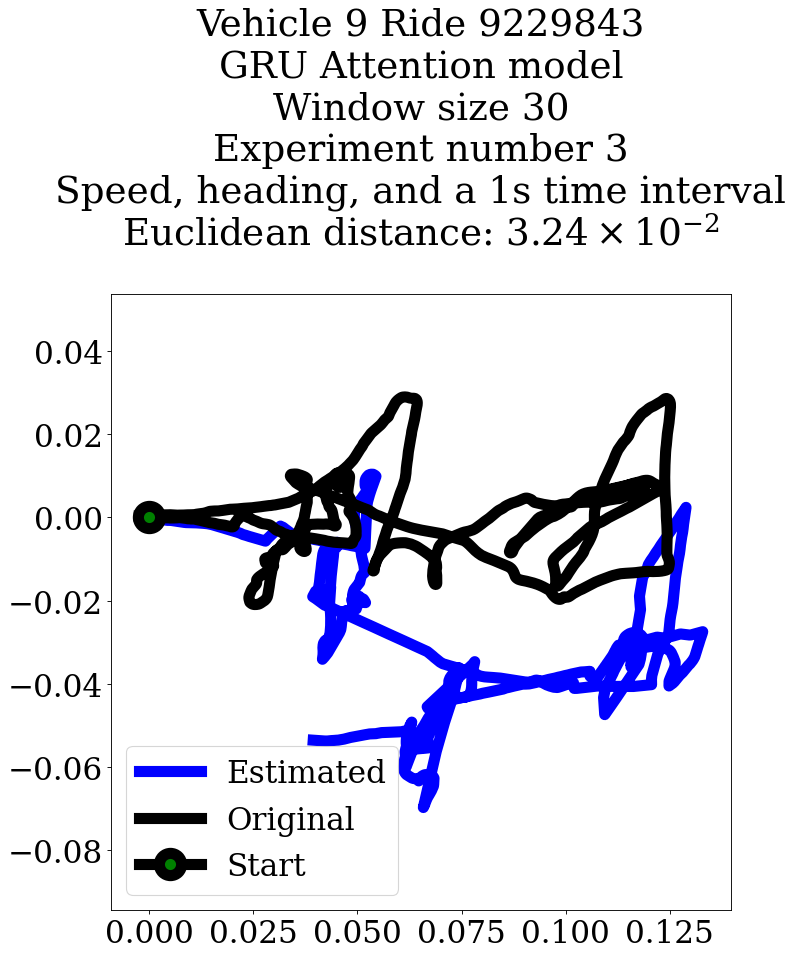 Vehicle 9 Ride 9229843
GRU Attention model
Window size 30
Experiment number 3
Speed, heading, and a 1s time interval
Euclidean distance: 3.24 × 10⁻²
0.04
0.02
0.00
−0.02
−0.04
−0.06
−0.08
Estimated
Original
Start
0.000 0.025 0.050 0.075 0.100 0.125